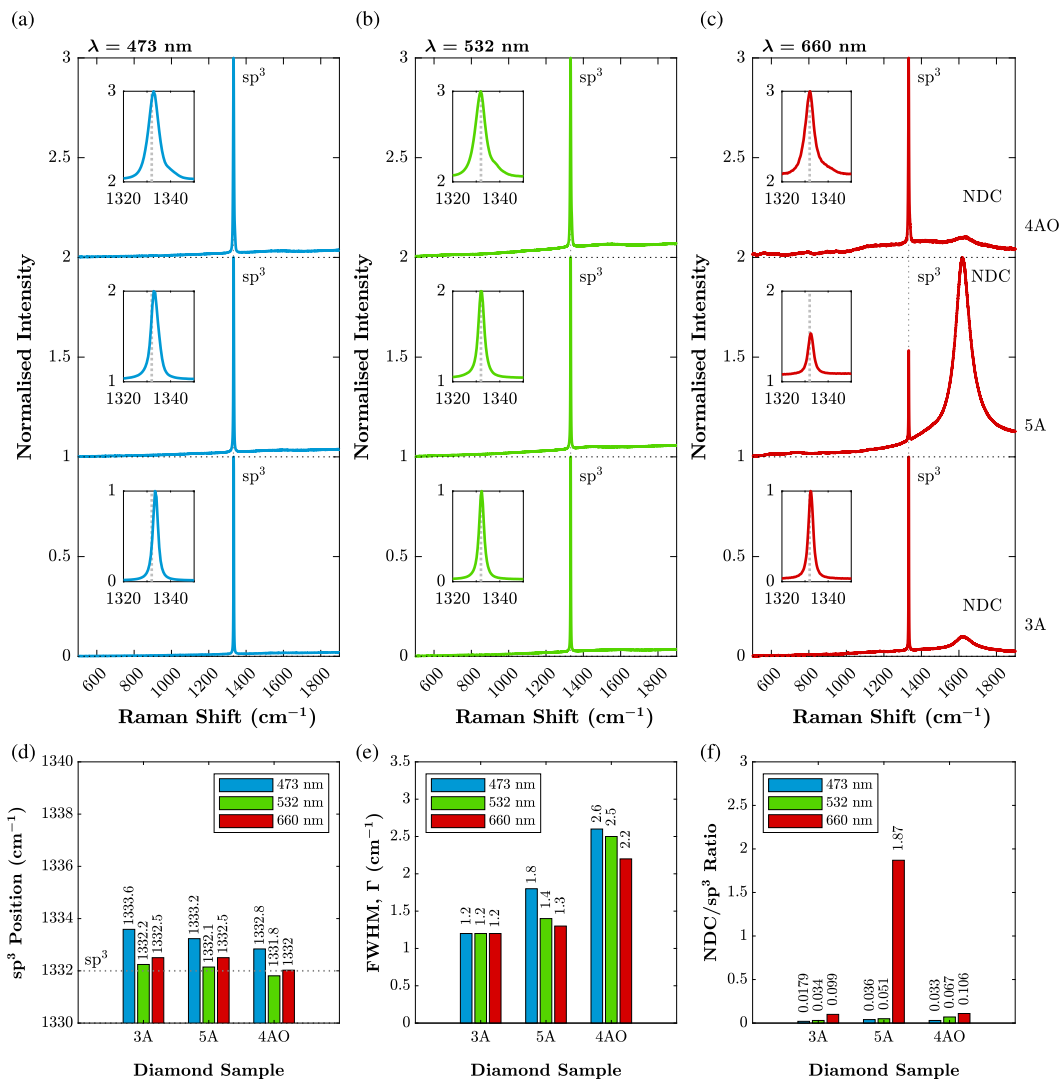 (a)
λ = 473 nm
3
2.5
2
1.5
1
0.5
0
Normalised Intensity
Normalised Intensity
sp³
sp³
sp³
3
2
1320 1340
2
1
1320 1340
1
0
1320 1340
600 800 1000 1200 1400 1600 1800
Raman Shift (cm⁻¹)
(b)
λ = 532 nm
3
2.5
2
1.5
1
0.5
0
Normalised Intensity
Normalised Intensity
sp³
sp³
sp³
3
2
1320 1340
2
1
1320 1340
1
0
1320 1340
600 800 1000 1200 1400 1600 1800
Raman Shift (cm⁻¹)
(c)
λ = 660 nm
3
2.5
2
1.5
1
0.5
0
Normalised Intensity
Normalised Intensity
sp³
NDC
4AO
sp³
NDC
5A
sp³
NDC
3A
3
2
1320 1340
2
1
1320 1340
1
0
1320 1340
600 800 1000 1200 1400 1600 1800
Raman Shift (cm⁻¹)
(d)
1340
1338
1336
1334
1332
1330
sp³ Position (cm⁻¹)
473 nm
532 nm
660 nm
sp³
1333.6
1332.2
1332.5
1333.2
1332.1
1332.5
1332.8
1331.8
1332
3A 5A 4AO
Diamond Sample
(e)
3.5
3
2.5
2
1.5
1
0.5
0
FWHM, Γ (cm⁻¹)
473 nm
532 nm
660 nm
1.2
1.2
1.2
1.8
1.4
1.3
2.6
2.5
2.2
3A 5A 4AO
Diamond Sample
(f)
3
2.5
2
1.5
1
0.5
0
NDC/sp³ Ratio
473 nm
532 nm
660 nm
0.0179
0.034
0.099
0.036
0.051
1.87
0.033
0.067
0.106
3A 5A 4AO
Diamond Sample